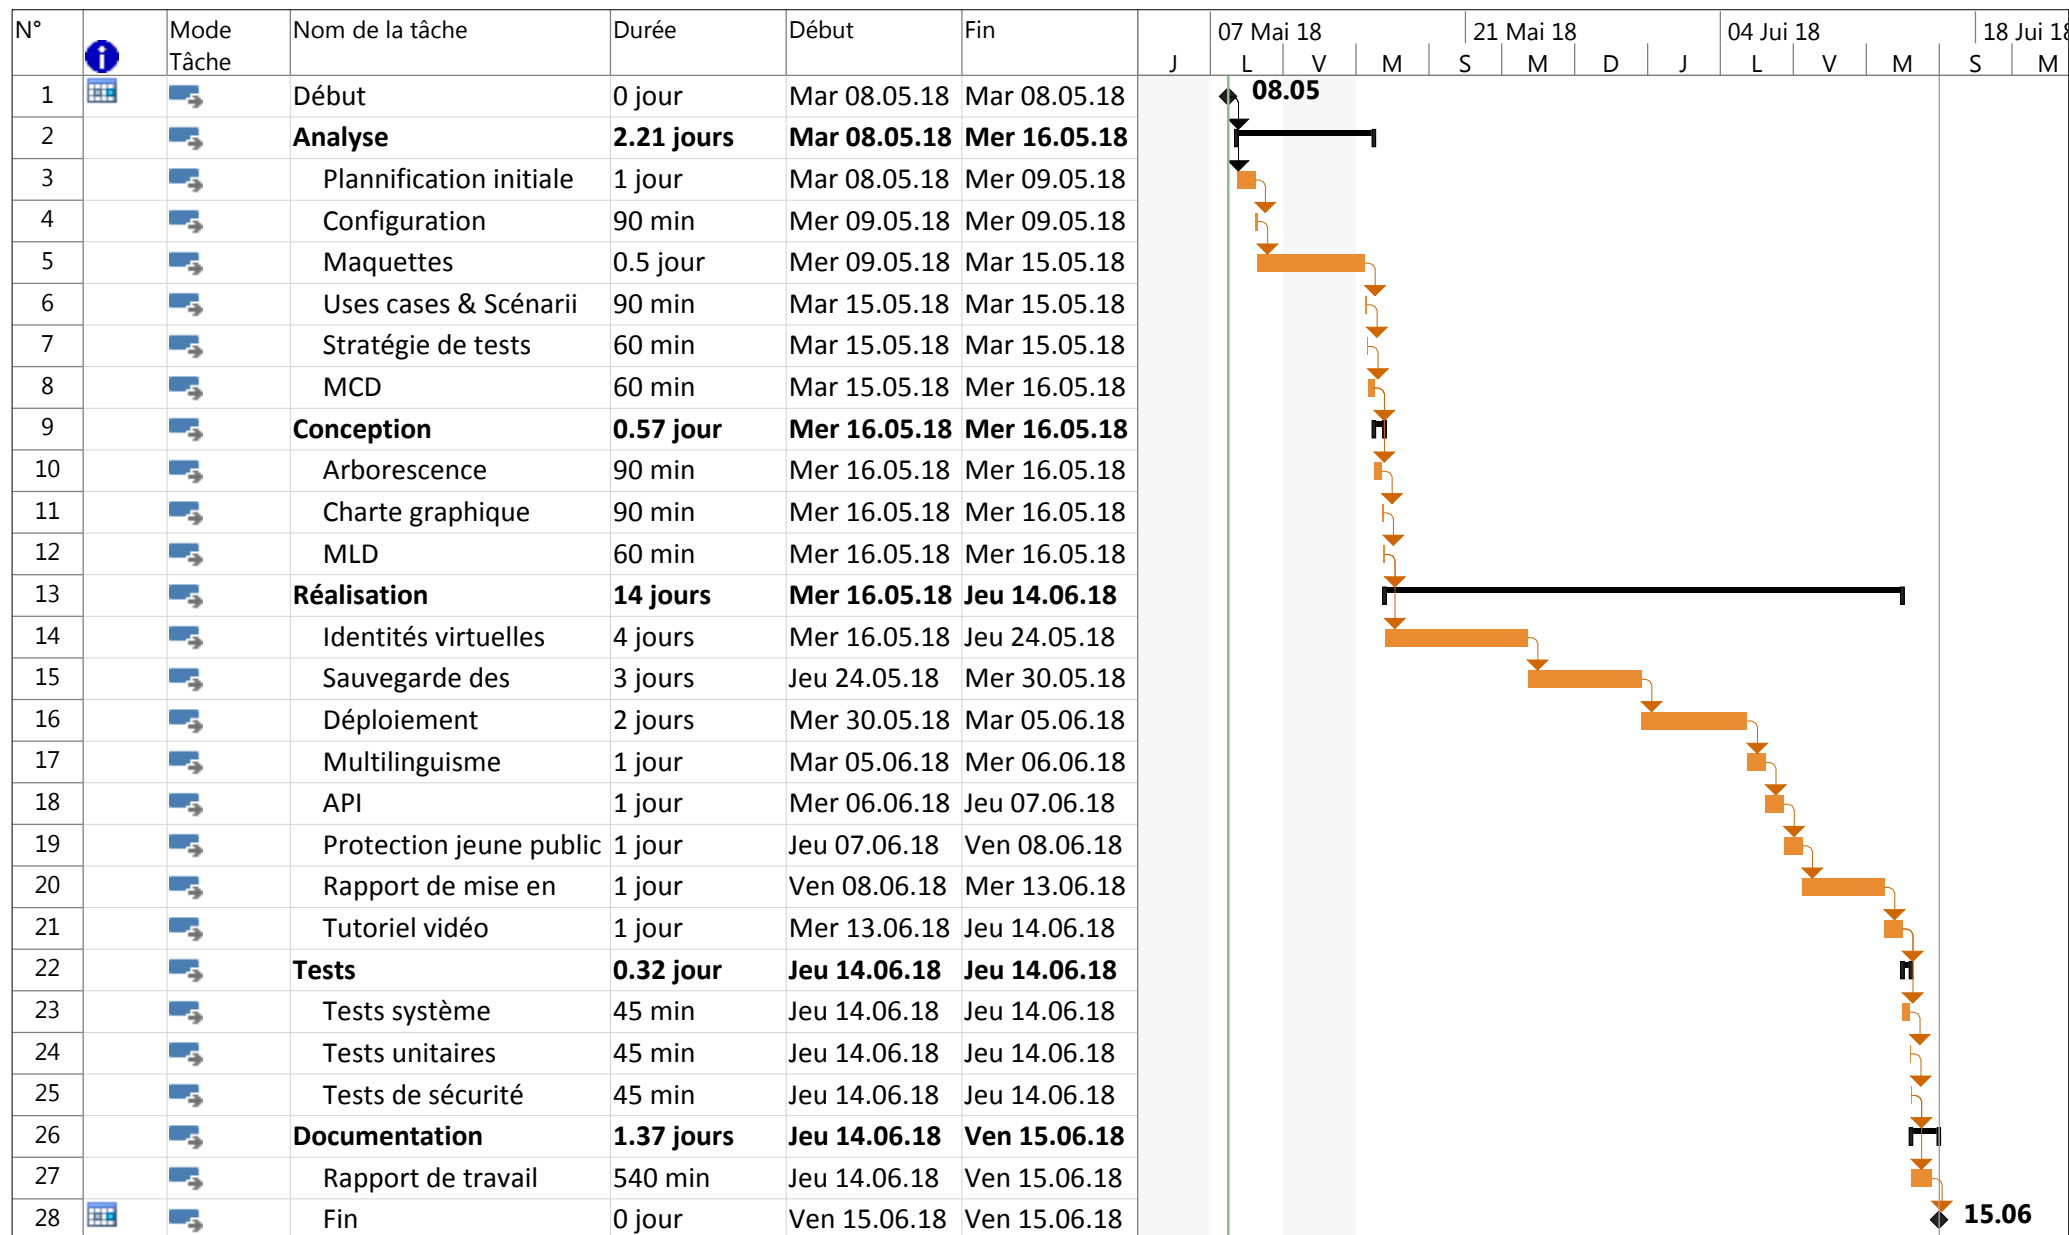 N° Mode Tâche Nom de la tâche Durée Début Fin
07 Mai 18 21 Mai 18 04 Jui 18 18 Jui 18
J L V M S M D J L V M S M
1 Début 0 jour Mar 08.05.18 Mar 08.05.18 08.05
2 Analyse 2.21 jours Mar 08.05.18 Mer 16.05.18
3 Plannification initiale 1 jour Mar 08.05.18 Mer 09.05.18
4 Configuration 90 min Mer 09.05.18 Mer 09.05.18
5 Maquettes 0.5 jour Mer 09.05.18 Mar 15.05.18
6 Uses cases & Scénarii 90 min Mar 15.05.18 Mar 15.05.18
7 Stratégie de tests 60 min Mar 15.05.18 Mar 15.05.18
8 MCD 60 min Mar 15.05.18 Mer 16.05.18
9 Conception 0.57 jour Mer 16.05.18 Mer 16.05.18
10 Arborescence 90 min Mer 16.05.18 Mer 16.05.18
11 Charte graphique 90 min Mer 16.05.18 Mer 16.05.18
12 MLD 60 min Mer 16.05.18 Mer 16.05.18
13 Réalisation 14 jours Mer 16.05.18 Jeu 14.06.18
14 Identités virtuelles 4 jours Mer 16.05.18 Jeu 24.05.18
15 Sauvegarde des 3 jours Jeu 24.05.18 Mer 30.05.18
16 Déploiement 2 jours Mer 30.05.18 Mar 05.06.18
17 Multilinguisme 1 jour Mar 05.06.18 Mer 06.06.18
18 API 1 jour Mer 06.06.18 Jeu 07.06.18
19 Protection jeune public 1 jour Jeu 07.06.18 Ven 08.06.18
20 Rapport de mise en 1 jour Ven 08.06.18 Mer 13.06.18
21 Tutoriel vidéo 1 jour Mer 13.06.18 Jeu 14.06.18
22 Tests 0.32 jour Jeu 14.06.18 Jeu 14.06.18
23 Tests système 45 min Jeu 14.06.18 Jeu 14.06.18
24 Tests unitaires 45 min Jeu 14.06.18 Jeu 14.06.18
25 Tests de sécurité 45 min Jeu 14.06.18 Jeu 14.06.18
26 Documentation 1.37 jours Jeu 14.06.18 Ven 15.06.18
27 Rapport de travail 540 min Jeu 14.06.18 Ven 15.06.18
28 Fin 0 jour Ven 15.06.18 Ven 15.06.18 15.06